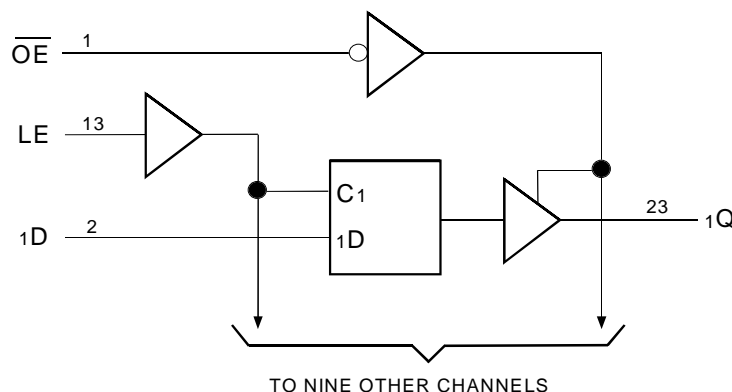 OE 1
LE 13
C1
1D 2
1D
23 1Q
TO NINE OTHER CHANNELS